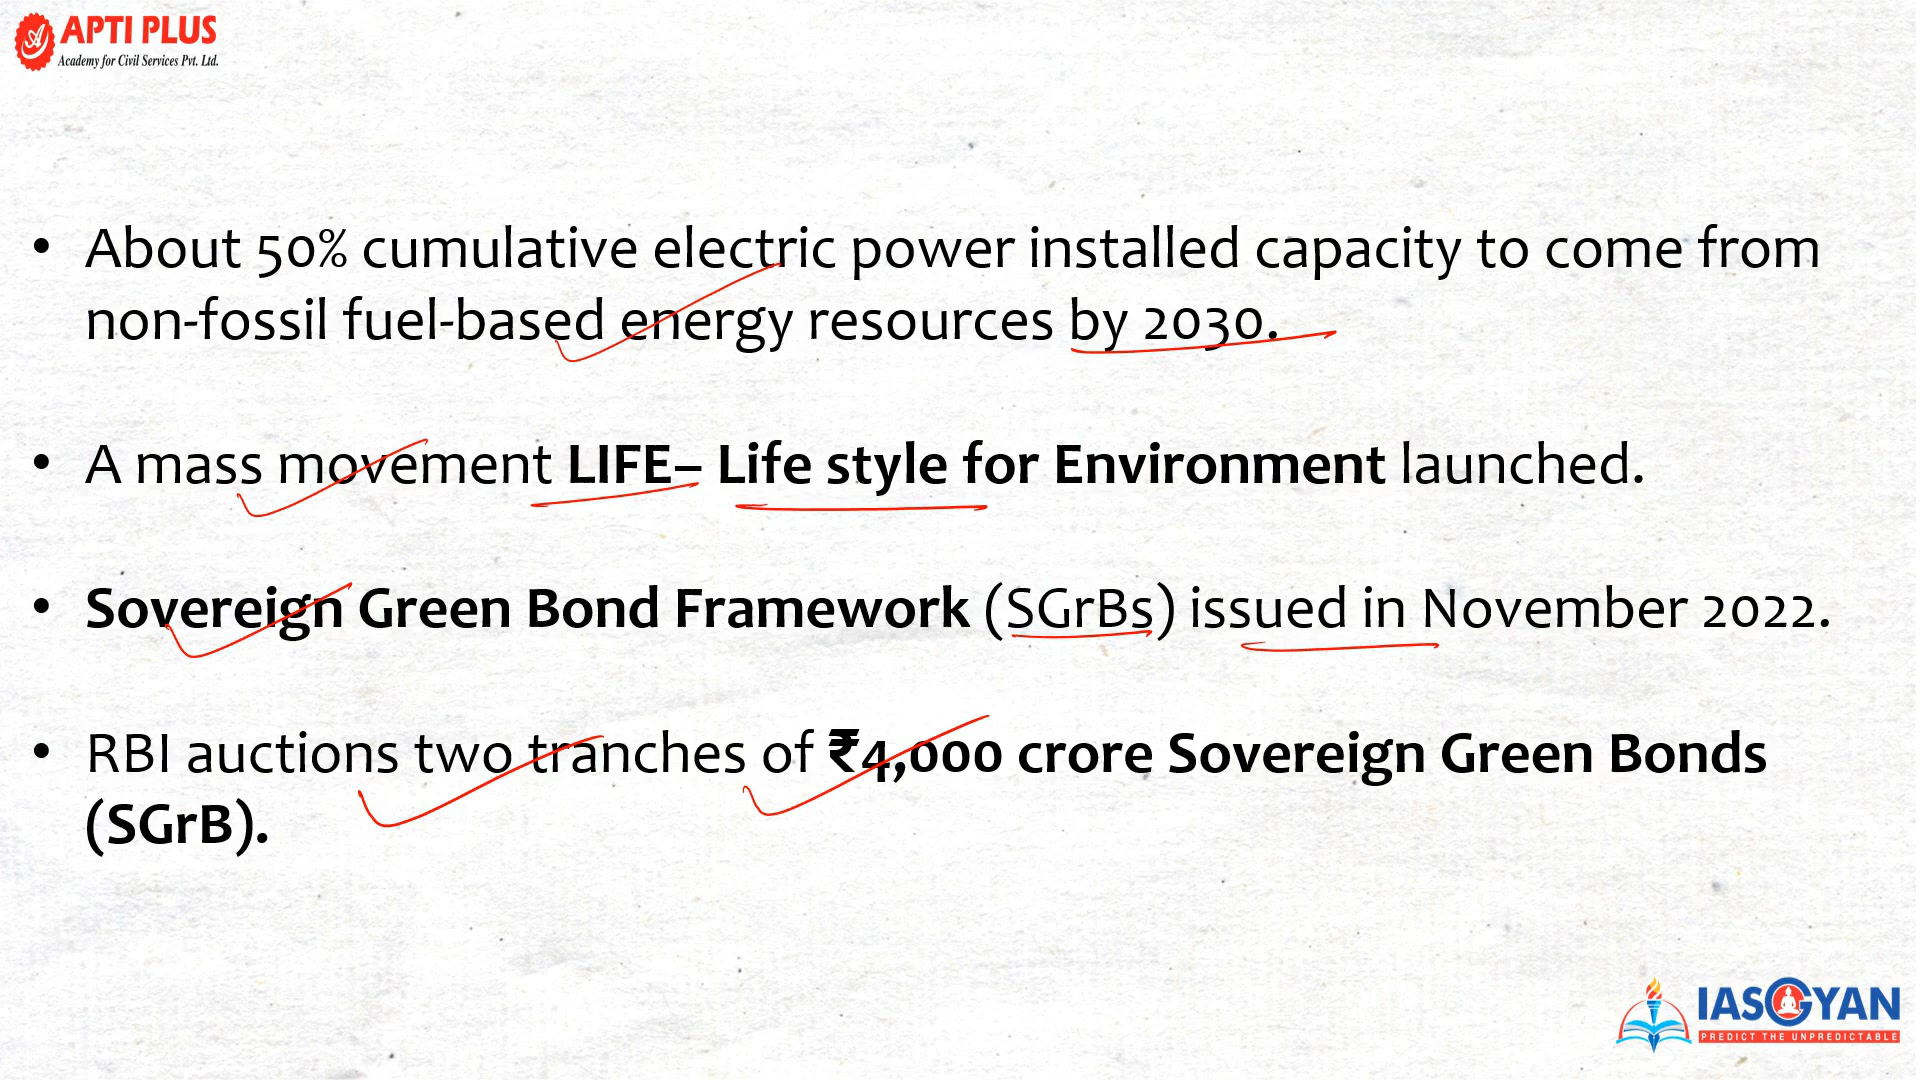 APTI PLUS
Academy for Civil Services Pvt. Ltd.
• About 50% cumulative electric power installed capacity to come from
non-fossil fuel-based energy resources by 2030.
• A mass movement LIFE– Life style for Environment launched.
• Sovereign Green Bond Framework (SGrBs) issued in November 2022.
• RBI auctions two tranches of ₹4,000 crore Sovereign Green Bonds
(SGrB).
IASGYAN
PREDICT THE UNPREDICTABLE